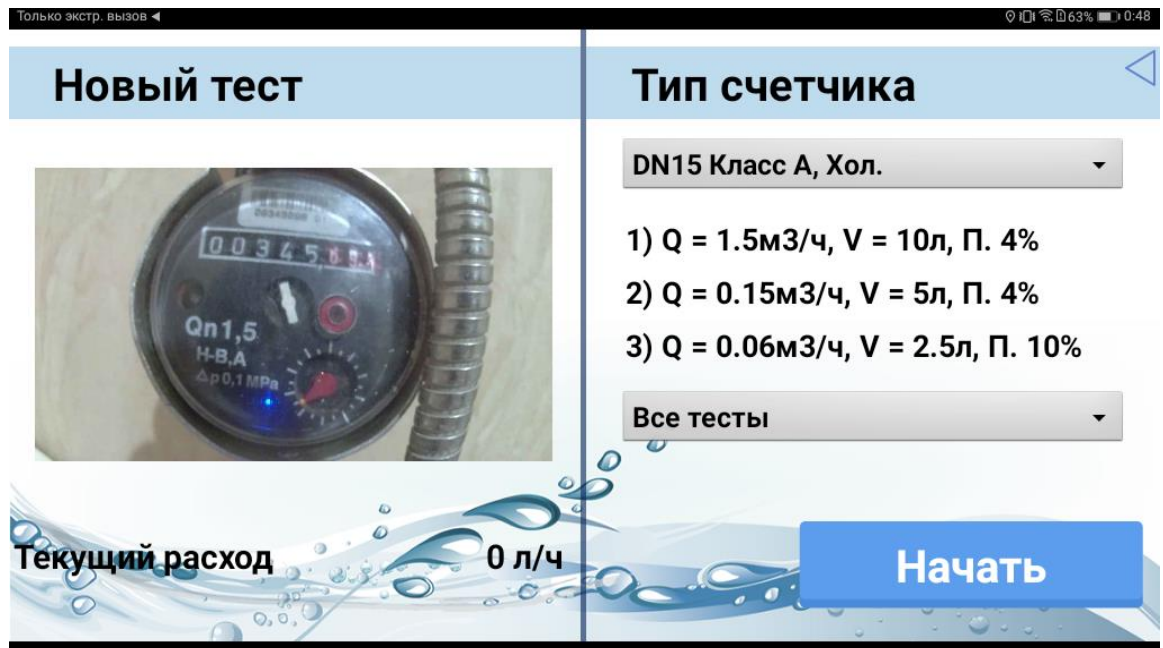 Только экстр. вызов
63% 0:48
Новый тест
00345
Qn1,5
H-B,A
Δp0,1MPa
Текущий расход 0 л/ч
Тип счетчика
DN15 Класс А, Хол.
1) Q = 1.5м3/ч, V = 10л, П. 4%
2) Q = 0.15м3/ч, V = 5л, П. 4%
3) Q = 0.06м3/ч, V = 2.5л, П. 10%
Все тесты
Начать